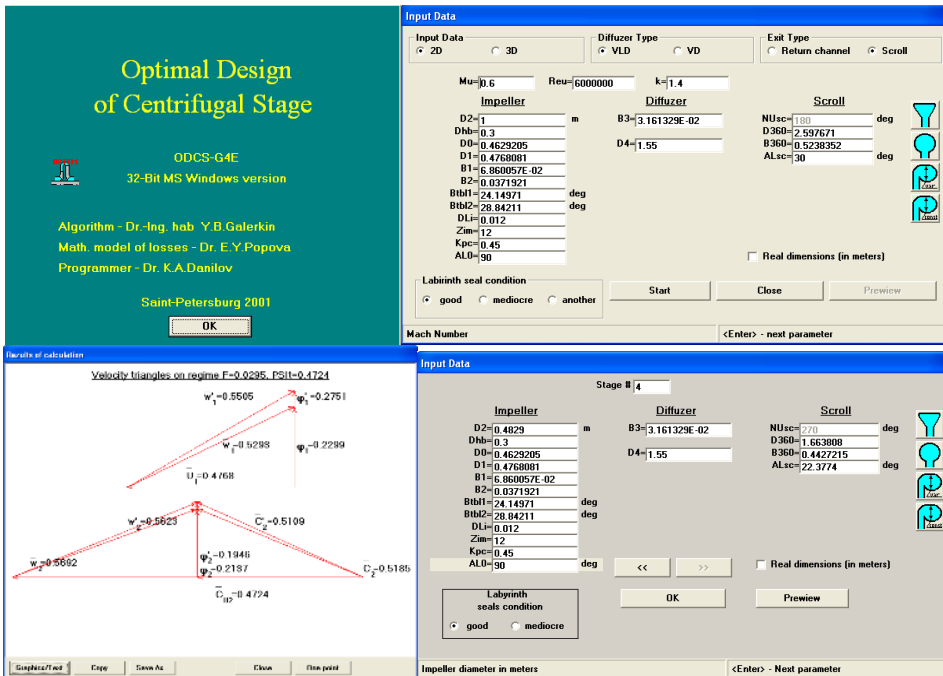 Optimal Design
of Centrifugal Stage
ODCS-G4E
32-Bit MS Windows version
Algorithm - Dr.-Ing. hab Y.B.Galerkin
Math. model of losses - Dr. E.Y.Popova
Programmer - Dr. K.A.Danilov
Saint-Petersburg 2001
OK
Input Data
Input Data
2D 3D
Diffuzer Type
VLD VD
Exit Type
Return channel Scroll
Mu= 0.6 Reu= 6000000 k= 1.4
Impeller Diffuzer Scroll
D2= 1 m B3= 3.161329E-02 NUsc= 180 deg
Dhb= 0.3 D360= 2.597671
D0= 0.4629205 D4= 1.55 B360= 0.5238352
D1= 0.4768081 ALsc= 30 deg
B1= 6.860057E-02
B2= 0.0371921
Btbl1= 24.14971 deg
Btbl2= 28.84211 deg
DLi= 0.012
Zim= 12
Kpc= 0.45
AL0= 90
Real dimensions (in meters)
Labirinth seal condition
good mediocre another
Start Close Prewiew
Mach Number <Enter> - next parameter
Results of calculation
Velocity triangles on regime F=0.0295, PSIt=0.4724
w'1=0.5505 φ'1=0.2751
w1=0.5293 φ1=0.2299
U1=0.4768
w'2=0.5623 C'2=0.5109
φ'2=0.1946
w2=0.5692 φ2=0.2137 C2=0.5185
CU2=0.4724
Graphics/Text Copy Save As Close One point
Input Data
Stage # 4
Impeller Diffuzer Scroll
D2= 0.4829 m B3= 3.161329E-02 NUsc= 270 deg
Dhb= 0.3 D360= 1.663808
D0= 0.4629205 D4= 1.55 B360= 0.4427215
D1= 0.4768081 ALsc= 22.3774 deg
B1= 6.860057E-02
B2= 0.0371921
Btbl1= 24.14971 deg
Btbl2= 28.84211 deg
DLi= 0.012
Zim= 12
Kpc= 0.45
AL0= 90 deg
<< >> Real dimensions (in meters)
Labyrinth
seals condition
good mediocre
OK Prewiew
Impeller diameter in meters <Enter> - Next parameter